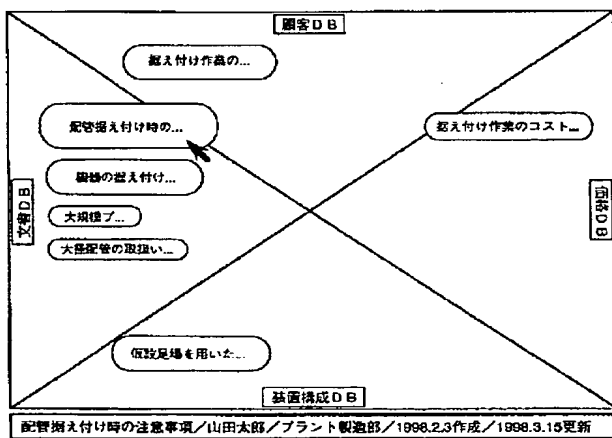 顧客DB
据え付け作業の...
配管据え付け時の...
据え付け作業のコスト...
機器の据え付け...
文書DB
価格DB
大規模プ...
大径配管の取扱い...
仮設足場を用いた...
装置構成DB
配管据え付け時の注意事項/山田太郎/プラント製造部/1998.2.3作成/1998.3.15更新